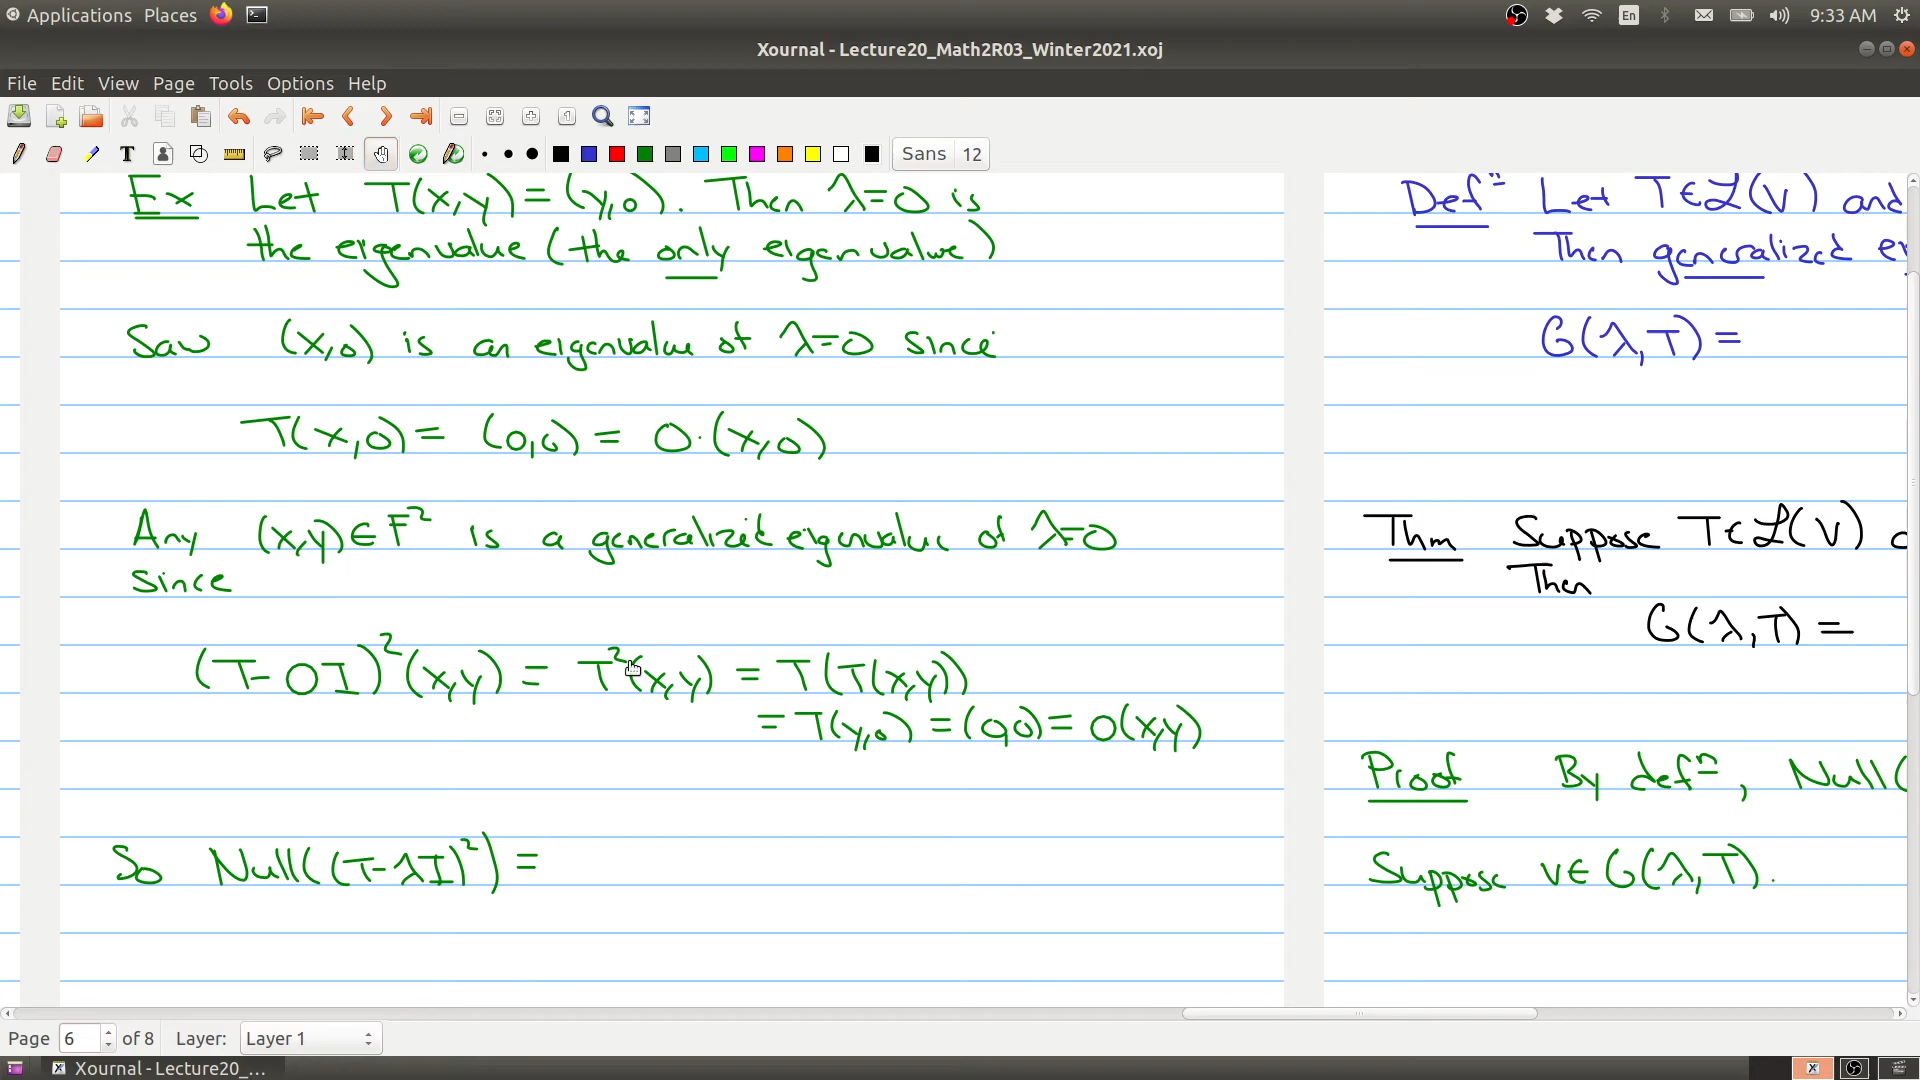 Applications Places En 9:33 AM
Xournal - Lecture20_Math2R03_Winter2021.xoj
File Edit View Page Tools Options Help
Sans 12
Ex Let T(x,y) = (y,0). Then λ=0 is
the eigenvalue (the only eigenvalue)
Saw (x,0) is an eigenvalue of λ=0 since
T(x,0) = (0,0) = 0·(x,0)
Any (x,y) ∈ F² is a generalized eigenvalue of λ=0
since
(T-0I)²(x,y) = T²(x,y) = T(T(x,y))
= T(y,0) = (0,0) = 0(x,y)
So Null((T-λI)²) =
Defⁿ Let T∈ℒ(V) and
Then generalized e
G(λ,T) =
Thm Suppose T∈ℒ(V)
Then
G(λ,T) =
Proof By defⁿ, Null(
Suppose v∈G(λ,T).
Page 6 of 8 Layer: Layer 1
Xournal - Lecture20_...